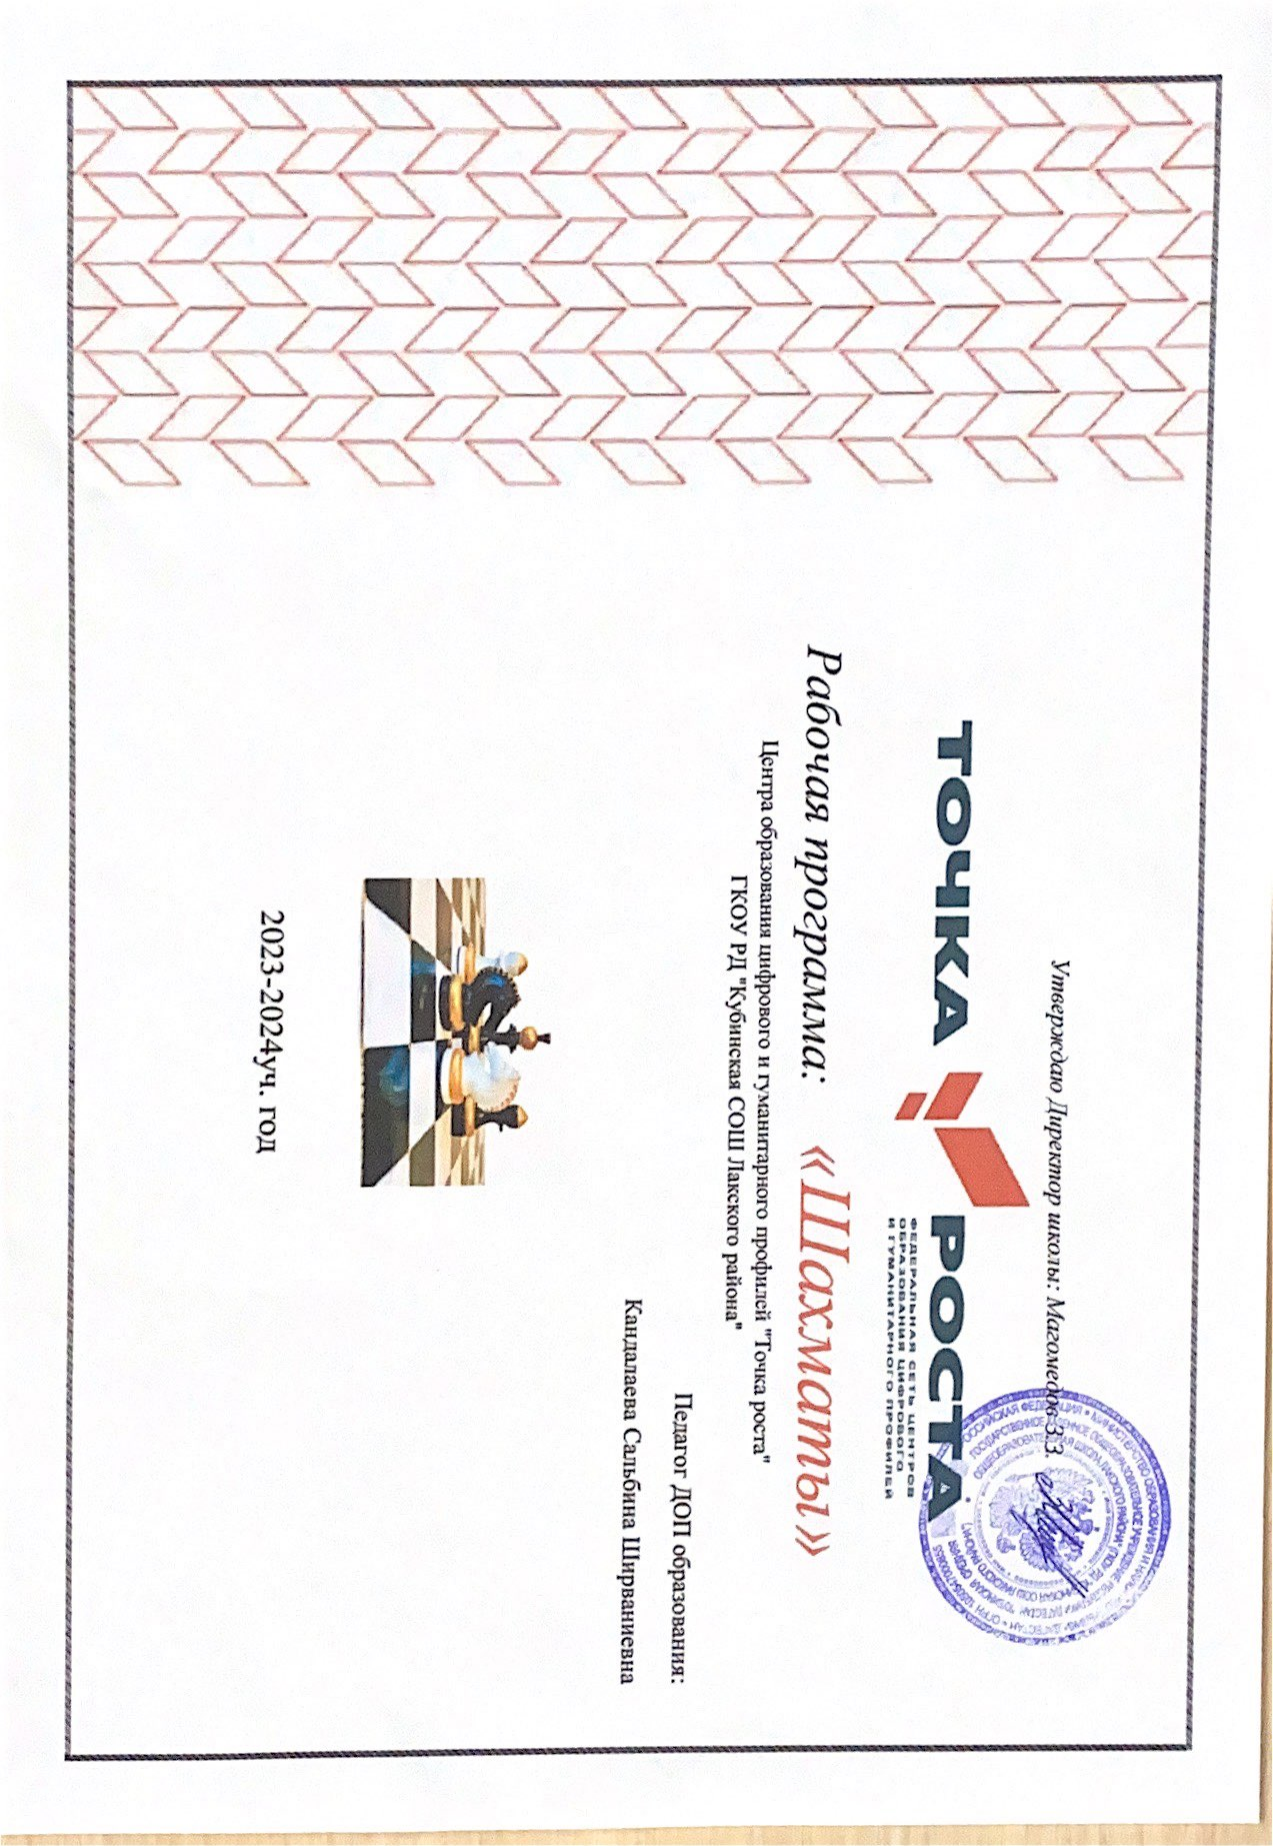 Утверждаю Директор школы: Магомедов З.З.
ТОЧКА РОСТА
ФЕДЕРАЛЬНАЯ СЕТЬ ЦЕНТРОВ
ОБРАЗОВАНИЯ ЦИФРОВОГО
И ГУМАНИТАРНОГО ПРОФИЛЕЙ
Рабочая программа: «Шахматы»
Центра образования цифрового и гуманитарного профилей "Точка роста"
ГКОУ РД "Кубинская СОШ Лакского района"
Педагог ДОП образования:
Кандалаева Сальбина Ширваниевна
2023-2024уч. год